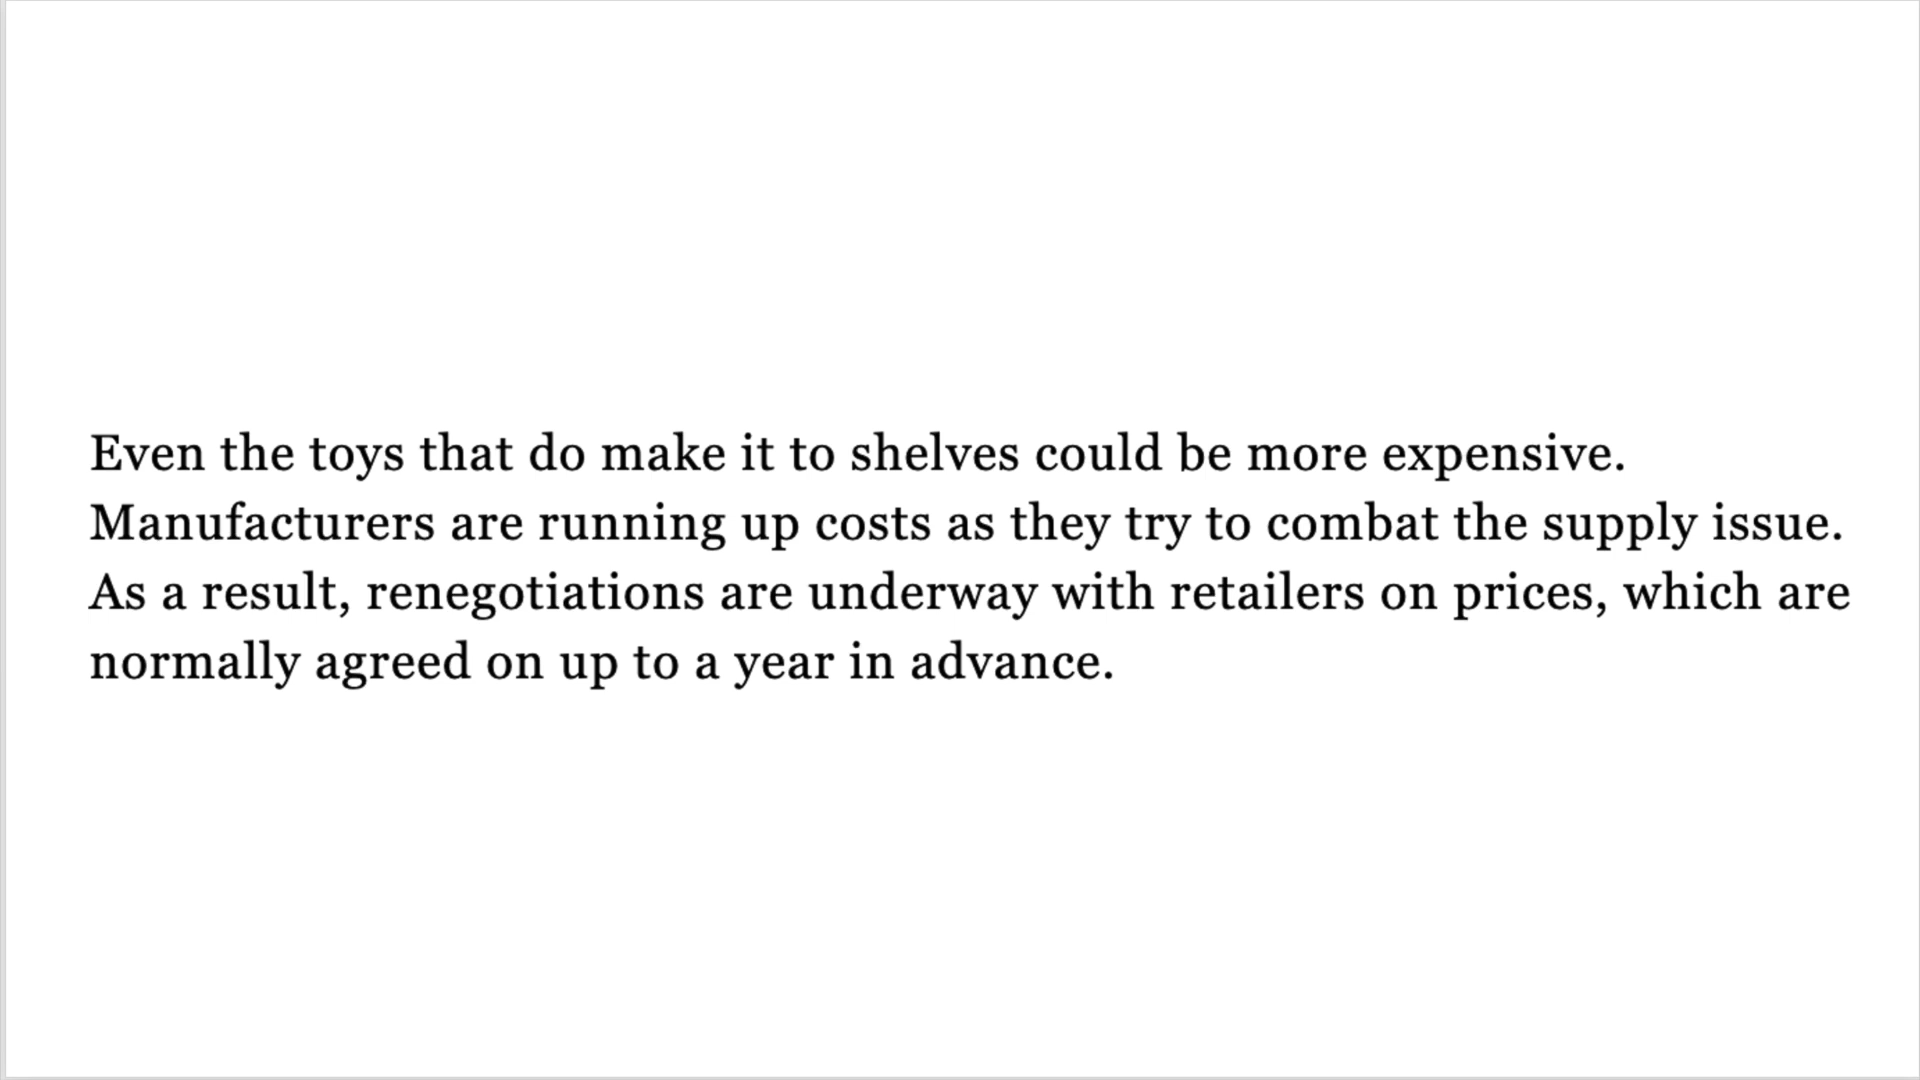 Even the toys that do make it to shelves could be more expensive.
Manufacturers are running up costs as they try to combat the supply issue.
As a result, renegotiations are underway with retailers on prices, which are
normally agreed on up to a year in advance.